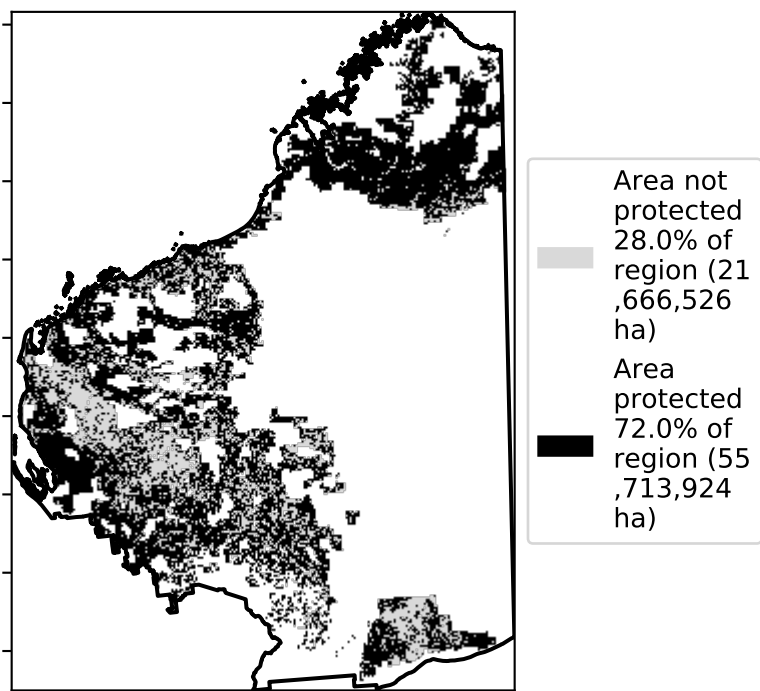 Area not
protected
28.0% of
region (21
,666,526
ha)
Area
protected
72.0% of
region (55
,713,924
ha)